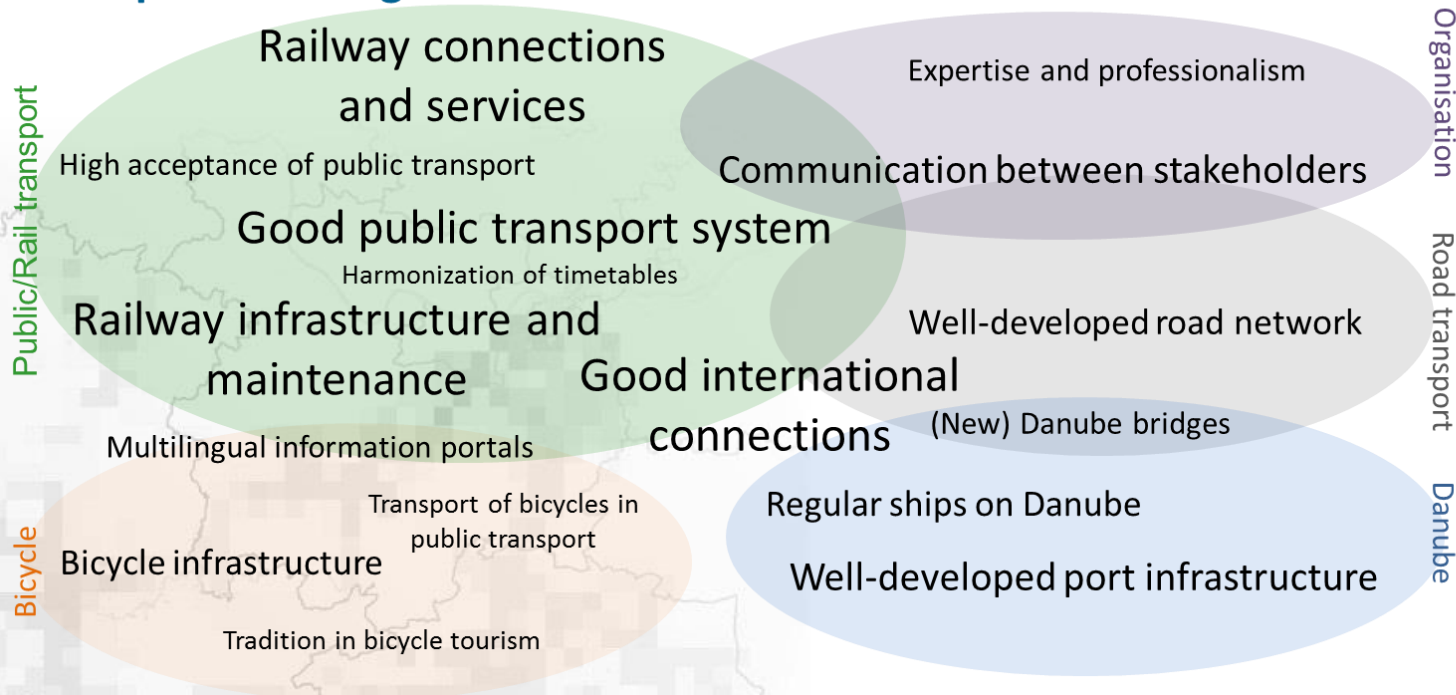 Railway connections
and services
Expertise and professionalism
High acceptance of public transport
Communication between stakeholders
Good public transport system
Harmonization of timetables
Railway infrastructure and
maintenance
Well-developed road network
Good international
connections
(New) Danube bridges
Multilingual information portals
Transport of bicycles in
public transport
Regular ships on Danube
Bicycle infrastructure
Well-developed port infrastructure
Tradition in bicycle tourism
Public/Rail transport
Bicycle
Organisation
Road transport
Danube